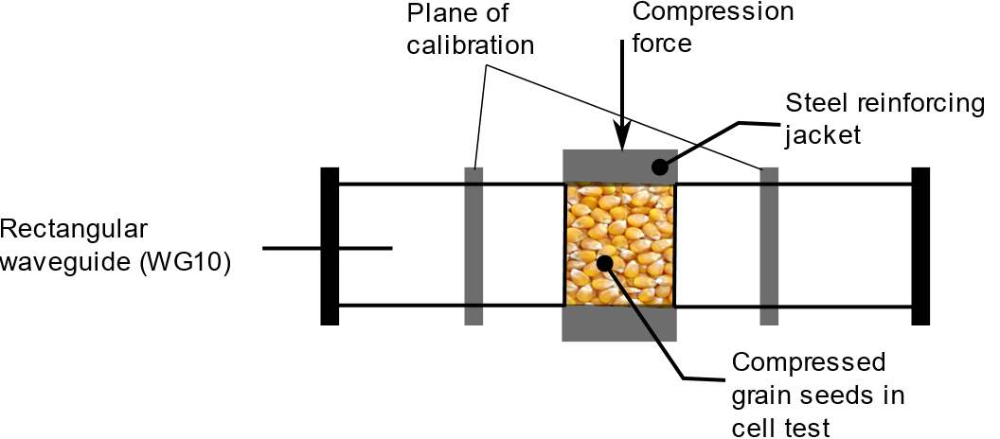 Plane of
calibration
Compression
force
Steel reinforcing
jacket
Rectangular
waveguide (WG10)
Compressed
grain seeds in
cell test